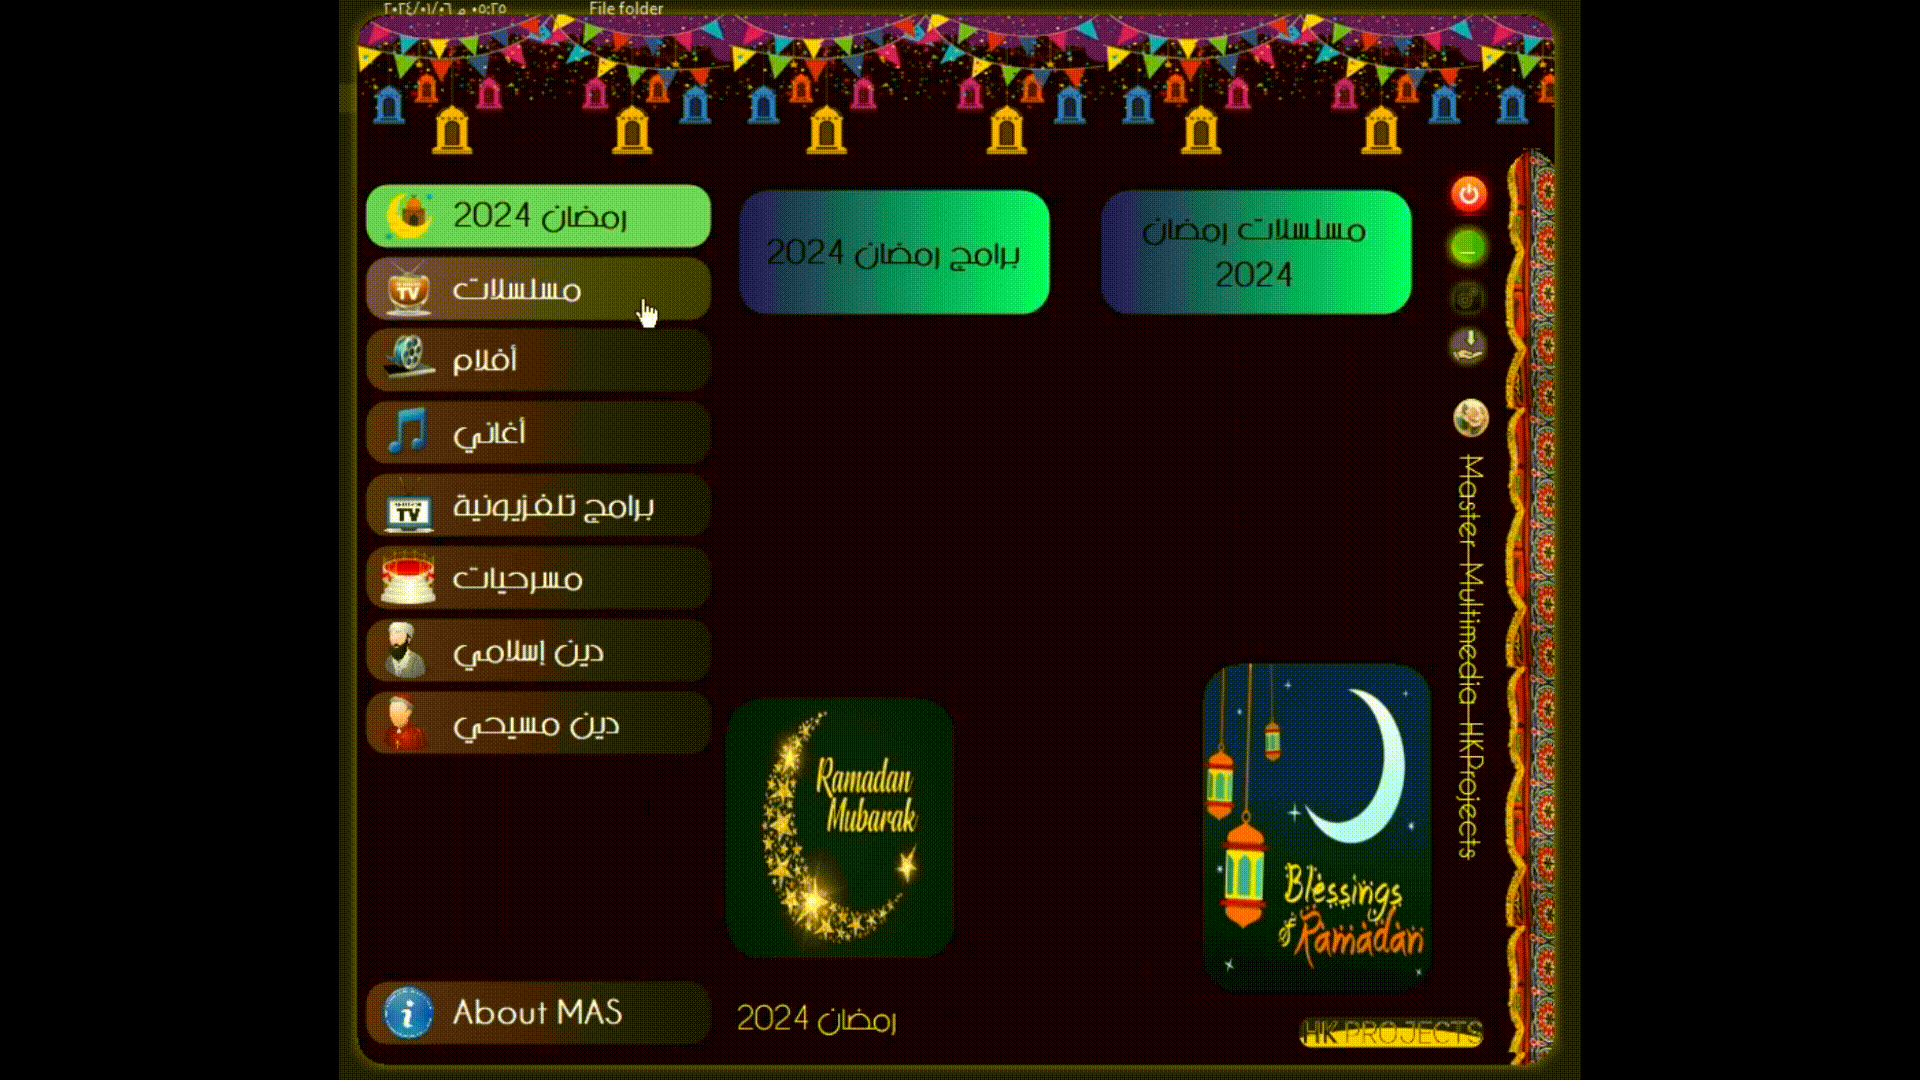 ٢٠٢٤/٠١/٠٦ م ٠٥:٢٥
File folder
رمضان 2024
مسلسلات
أفلام
أغاني
برامج تلفزيونية
مسرحيات
دين إسلامي
دين مسيحي
About MAS
برامج رمضان 2024
مسلسلات رمضان
2024
TV
TV
Ramadan
Mubarak
Blessings
of Ramadan
رمضان 2024
Master Multimedia HKProjects
HK PROJECTS